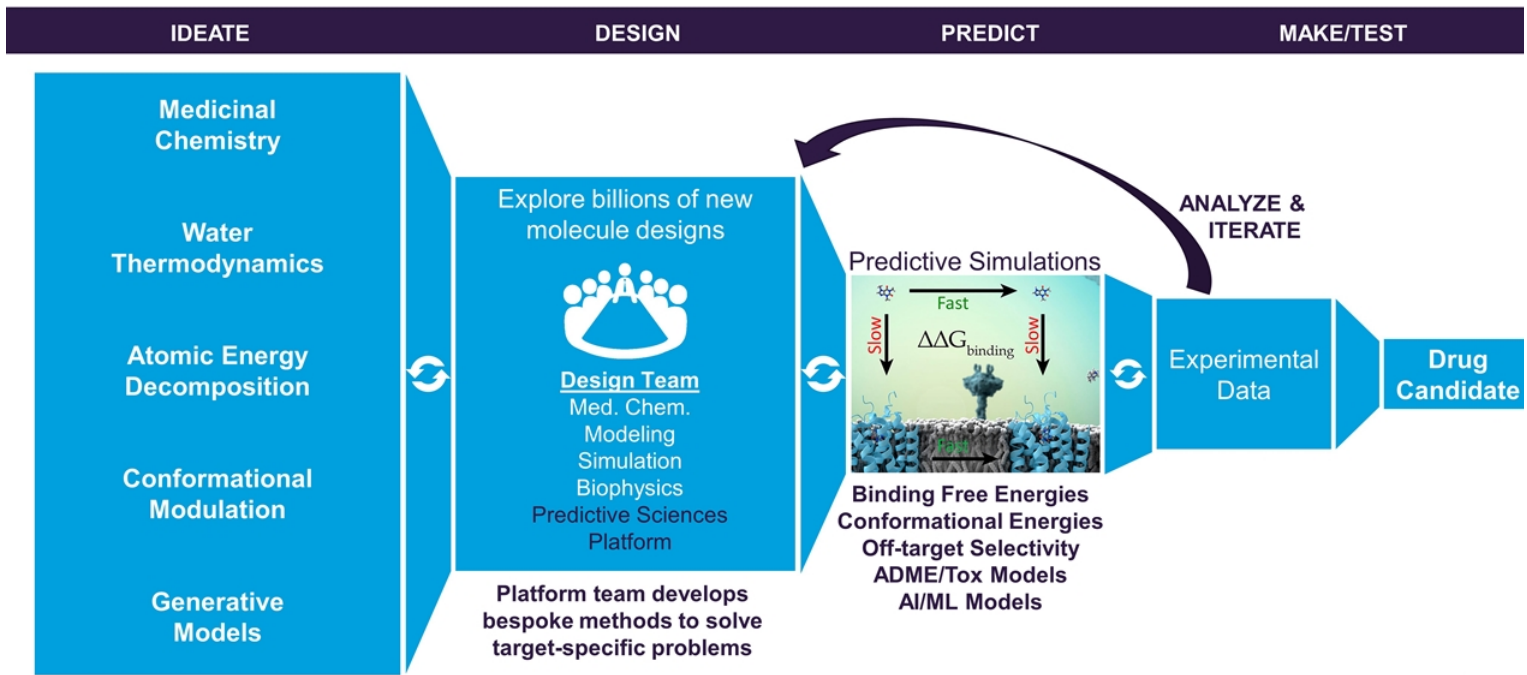 IDEATE
DESIGN
PREDICT
MAKE/TEST
Medicinal
Chemistry
Water
Thermodynamics
Atomic Energy
Decomposition
Conformational
Modulation
Generative
Models
Explore billions of new
molecule designs
Design Team
Med. Chem.
Modeling
Simulation
Biophysics
Predictive Sciences
Platform
Platform team develops
bespoke methods to solve
target-specific problems
Predictive Simulations
Fast
Slow
ΔΔG binding
Slow
Fast
Binding Free Energies
Conformational Energies
Off-target Selectivity
ADME/Tox Models
AI/ML Models
ANALYZE &
ITERATE
Experimental
Data
Drug
Candidate